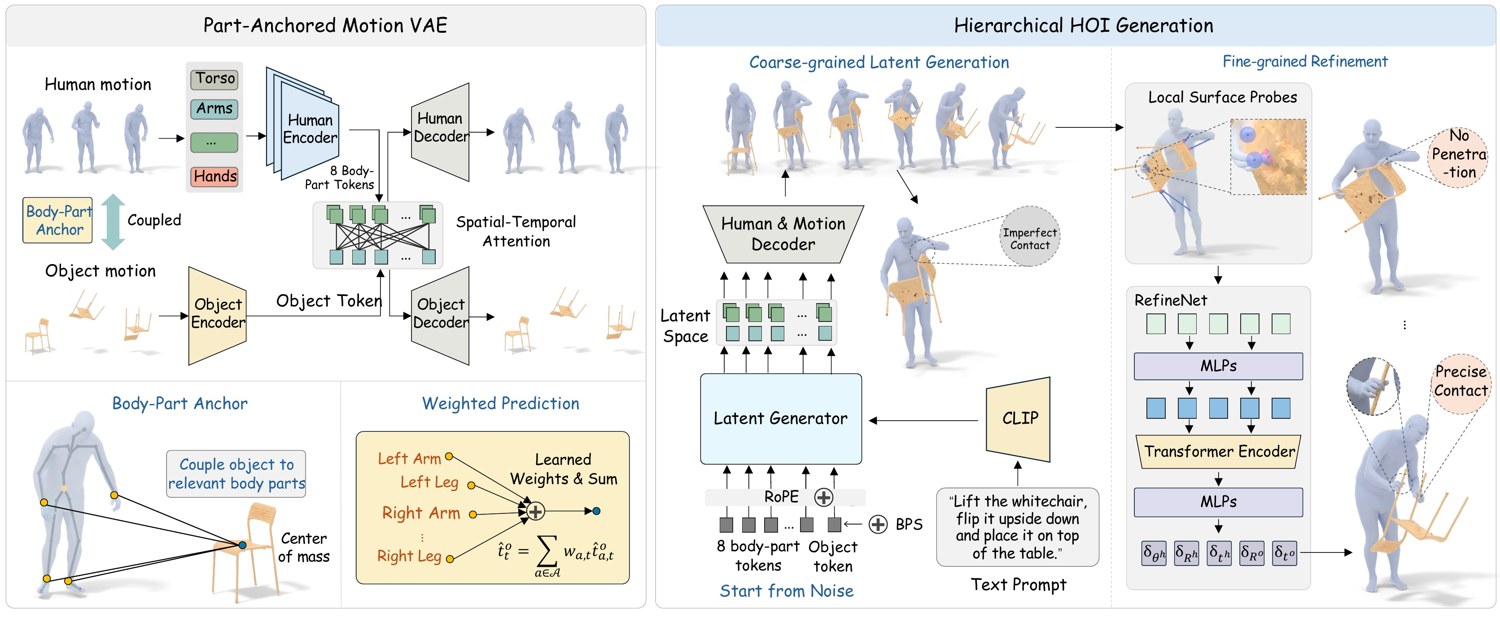 Part-Anchored Motion VAE
Human motion
Torso
Arms
...
Hands
Human
Encoder
Human
Decoder
8 Body-
Part Tokens
Body-Part
Anchor
Coupled
...
...
Spatial-Temporal
Attention
Object motion
Object
Encoder
Object Token
Object
Decoder
Body-Part Anchor
Couple object to
relevant body parts
Center
of mass
Weighted Prediction
Left Arm
Left Leg
Right Arm
⋮
Right Leg
Learned
Weights & Sum
+
t̂ₜᵒ = ∑ₐ∈𝒜 wₐ,ₜ t̂ᵒₐ,ₜ
Hierarchical HOI Generation
Coarse-grained Latent Generation
Human & Motion
Decoder
Imperfect
Contact
Latent
Space
...
...
Latent Generator
CLIP
RoPE +
...
+ BPS
8 body-part
tokens
Object
token
Start from Noise
"Lift the whitechair,
flip it upside down
and place it on top
of the table."
Text Prompt
Fine-grained Refinement
Local Surface Probes
No
Penetra
-tion
RefineNet
MLPs
Transformer Encoder
MLPs
δθʰ δRʰ δtʰ δRᵒ δtᵒ
⋮
Precise
Contact